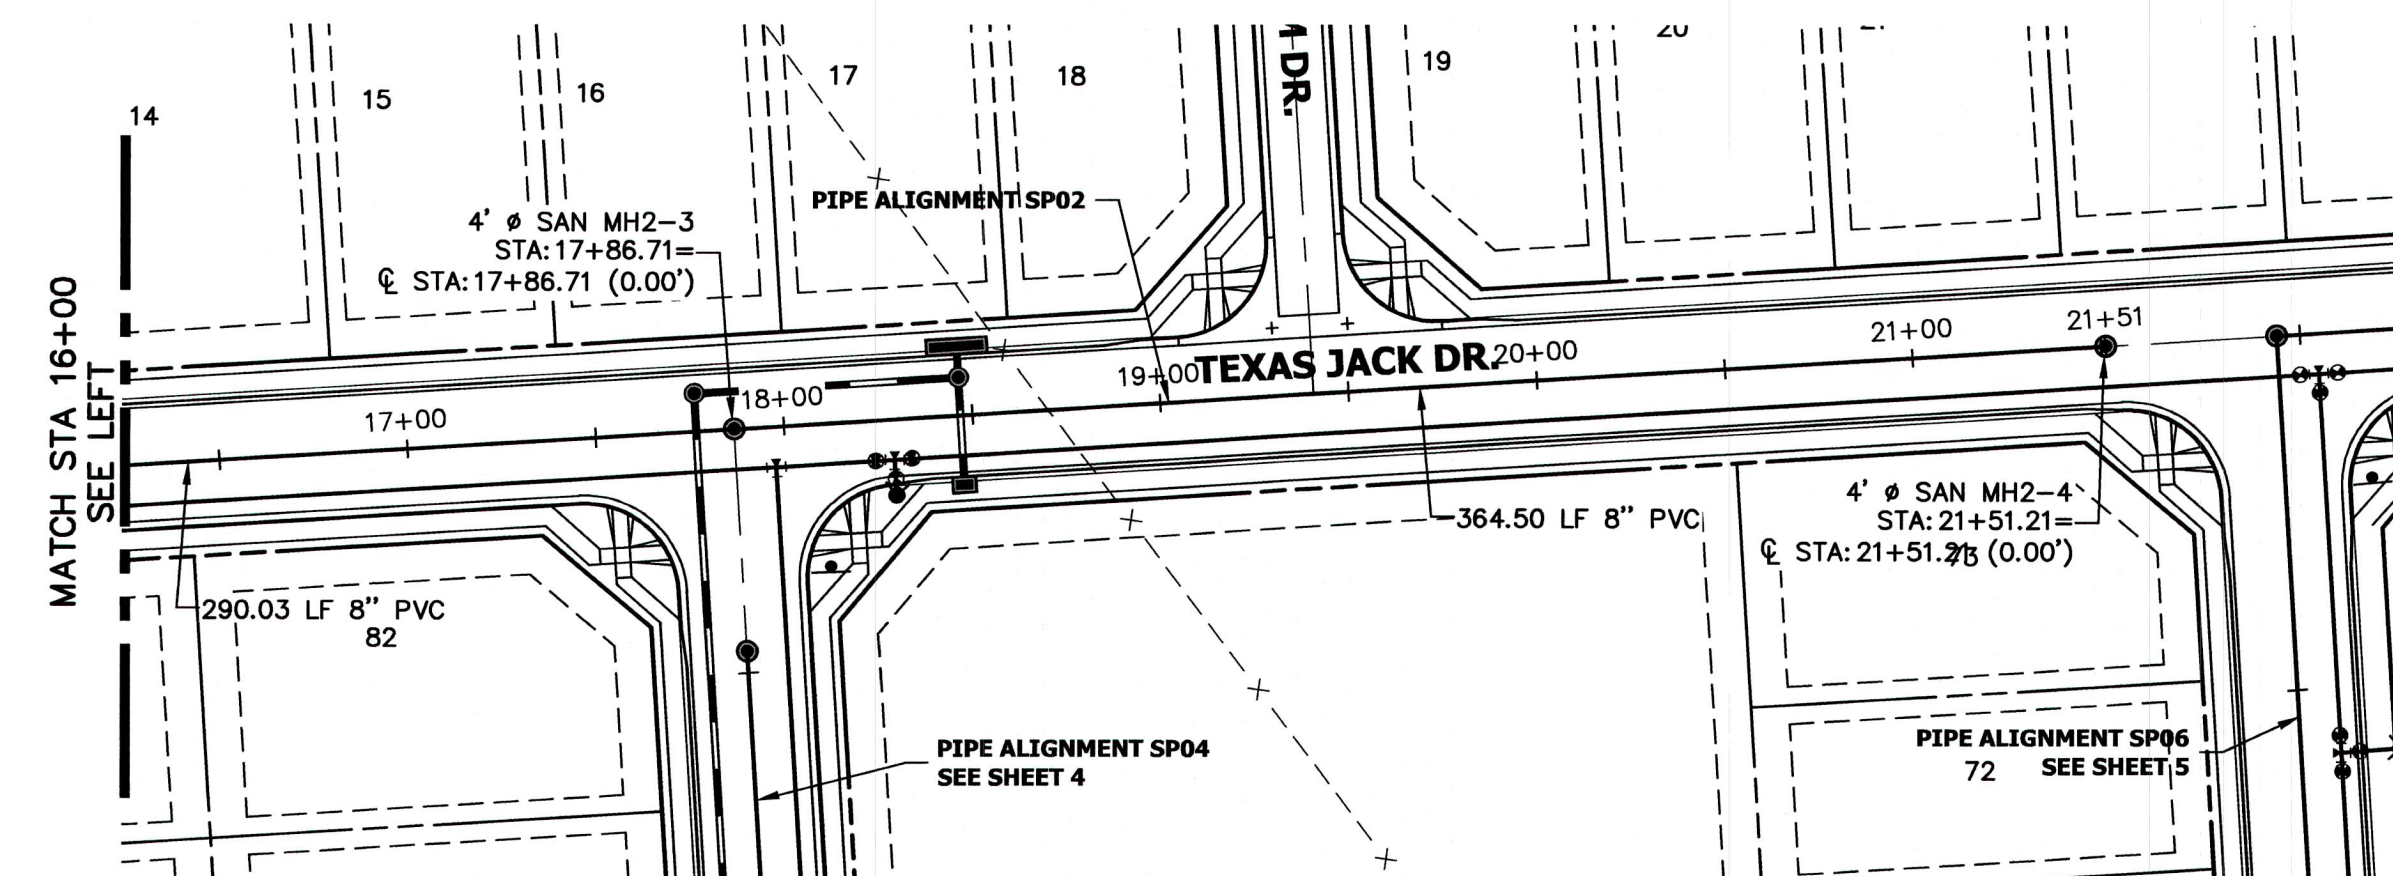 14
15
16
17
18
DR.
19
PIPE ALIGNMENT SP02
4' ø SAN MH2-3
STA:17+86.71=
℄ STA:17+86.71 (0.00')
MATCH STA 16+00
SEE LEFT
17+00
18+00
19+00
TEXAS JACK DR.
20+00
21+00
21+51
364.50 LF 8" PVC
4' ø SAN MH2-4
STA:21+51.21=
℄ STA:21+51. (0.00')
290.03 LF 8" PVC
82
PIPE ALIGNMENT SP04
SEE SHEET 4
PIPE ALIGNMENT SP06
72
SEE SHEET 5